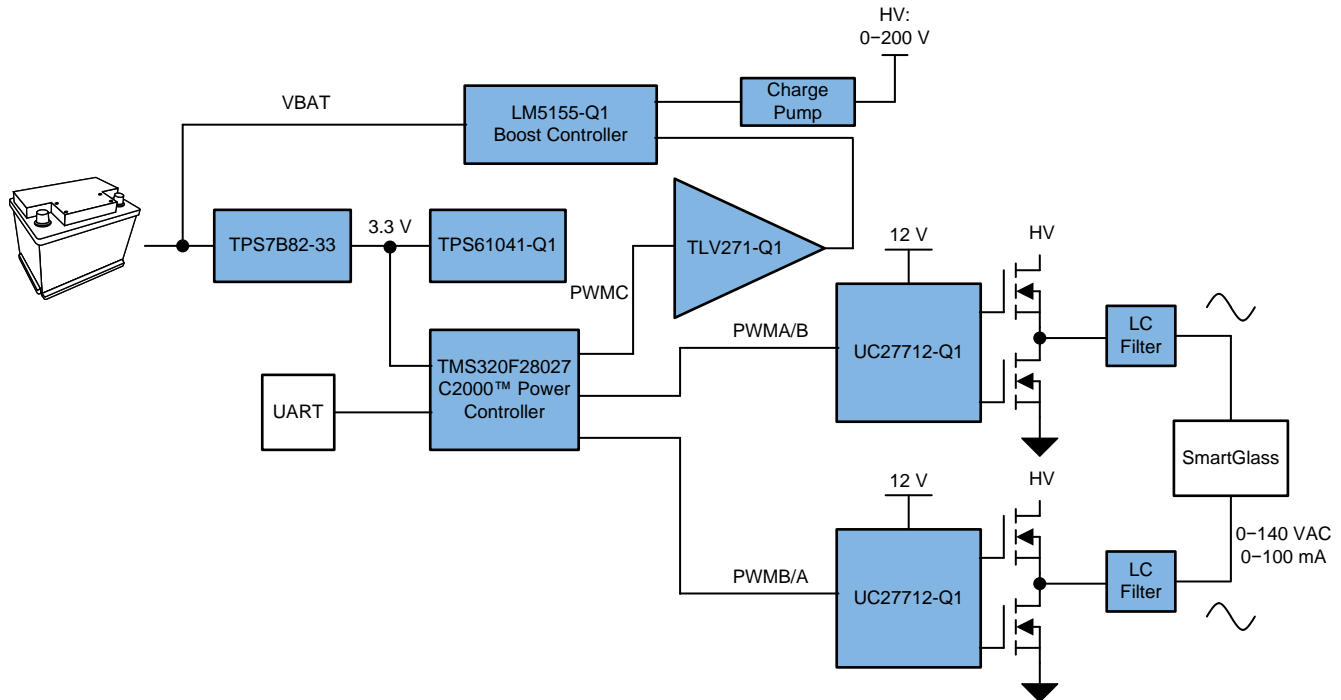 HV:
0−200 V
VBAT
LM5155-Q1
Boost Controller
Charge
Pump
TPS7B82-33
3.3 V
TPS61041-Q1
TLV271-Q1
PWMC
12 V
HV
UC27712-Q1
PWMA/B
LC
Filter
TMS320F28027
C2000™ Power
Controller
UART
SmartGlass
12 V
HV
0−140 VAC
0−100 mA
PWMB/A
UC27712-Q1
LC
Filter